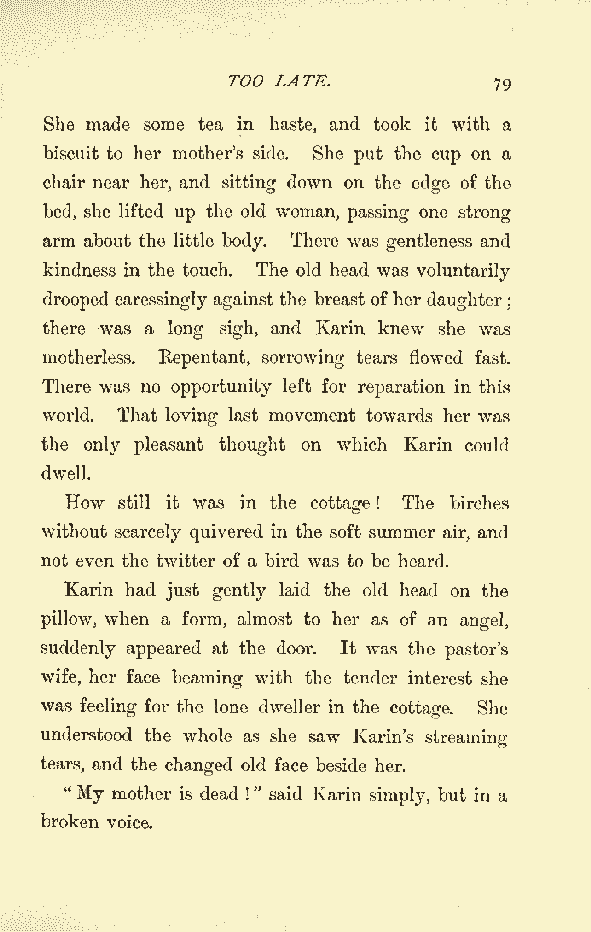 TOO LATE. 79
She made some tea in haste, and took it with a
biscuit to her mother's side. She put the cup on a
chair near her, and sitting down on the edge of the
bed, she lifted up the old woman, passing one strong
arm about the little body. There was gentleness and
kindness in the touch. The old head was voluntarily
drooped caressingly against the breast of her daughter;
there was a long sigh, and Karin knew she was
motherless. Repentant, sorrowing tears flowed fast.
There was no opportunity left for reparation in this
world. That loving last movement towards her was
the only pleasant thought on which Karin could
dwell.
How still it was in the cottage! The birches
without scarcely quivered in the soft summer air, and
not even the twitter of a bird was to be heard.
Karin had just gently laid the old head on the
pillow, when a form, almost to her as of an angel,
suddenly appeared at the door. It was the pastor's
wife, her face beaming with the tender interest she
was feeling for the lone dweller in the cottage. She
understood the whole as she saw Karin's streaming
tears, and the changed old face beside her.
"My mother is dead!" said Karin simply, but in a
broken voice.